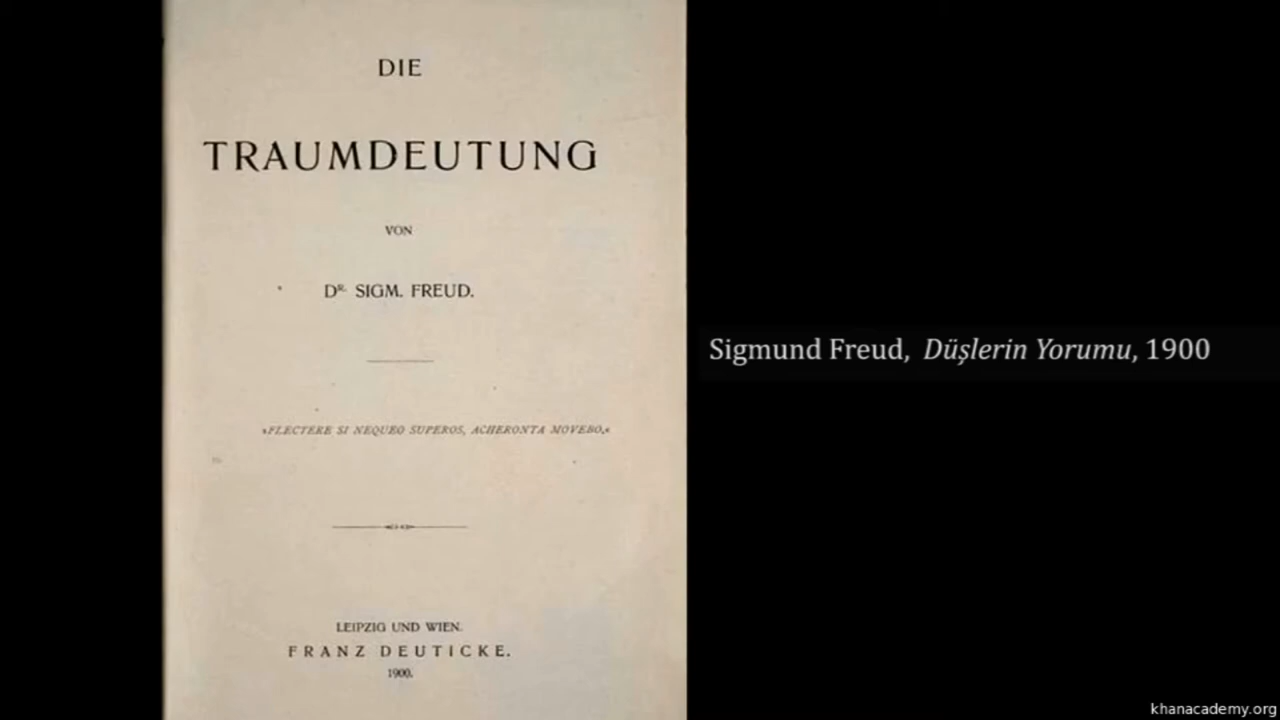 DIE
TRAUMDEUTUNG
VON
DR. SIGM. FREUD.
»FLECTERE SI NEQUEO SUPEROS, ACHERONTA MOVEBO.«
LEIPZIG UND WIEN.
FRANZ DEUTICKE.
1900.
Sigmund Freud, Düşlerin Yorumu, 1900
khanacademy.org